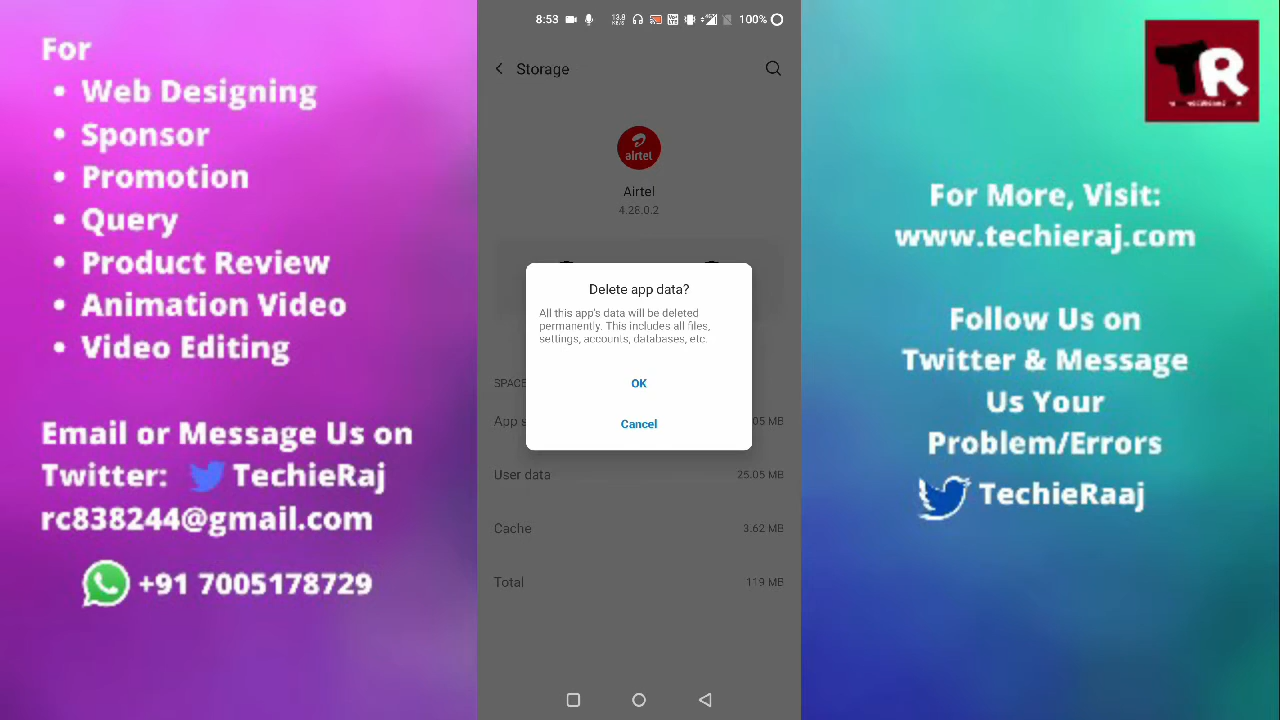 For
• Web Designing
• Sponsor
• Promotion
• Query
• Product Review
• Animation Video
• Video Editing
Email or Message Us on
Twitter: TechieRaj
rc838244@gmail.com
+91 7005178729
8:53
13.8
KB/S
100%
Storage
airtel
Airtel
4.26.0.2
Delete app data?
All this app's data will be deleted
permanently. This includes all files,
settings, accounts, databases, etc.
OK
Cancel
SPACE
App s
05 MB
User data 25.05 MB
Cache 3.62 MB
Total 119 MB
TR
For More, Visit:
www.techieraj.com
Follow Us on
Twitter & Message
Us Your
Problem/Errors
TechieRaaj